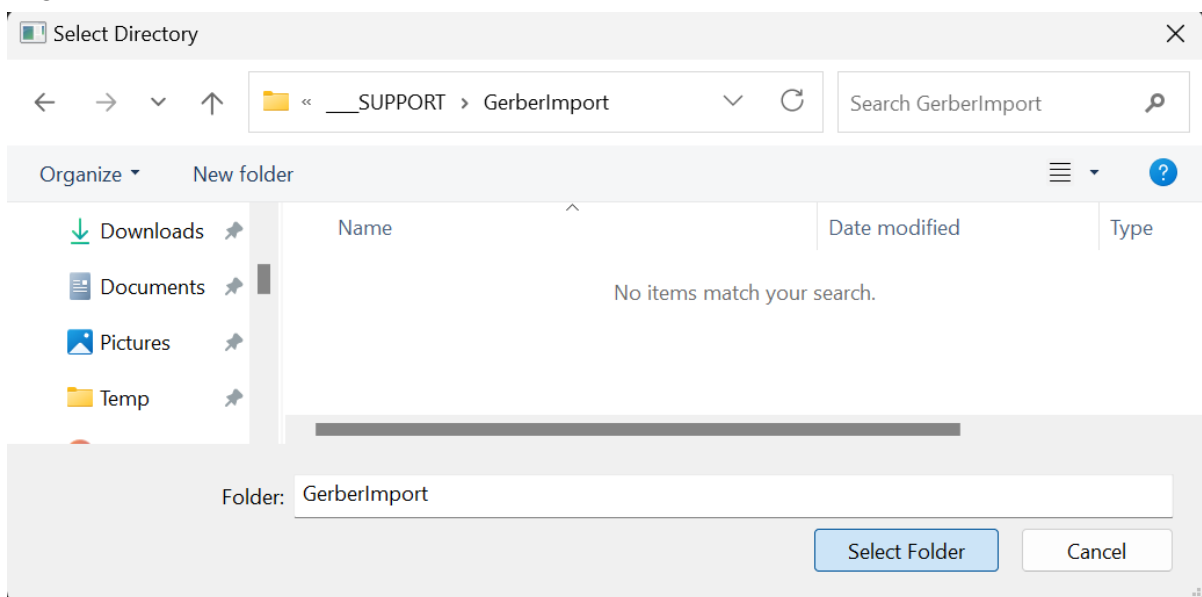 Select Directory
« ___SUPPORT > GerberImport
Search GerberImport
Organize
New folder
?
Name
Date modified
Type
Downloads
Documents
No items match your search.
Pictures
Temp
Folder: GerberImport
Select Folder
Cancel